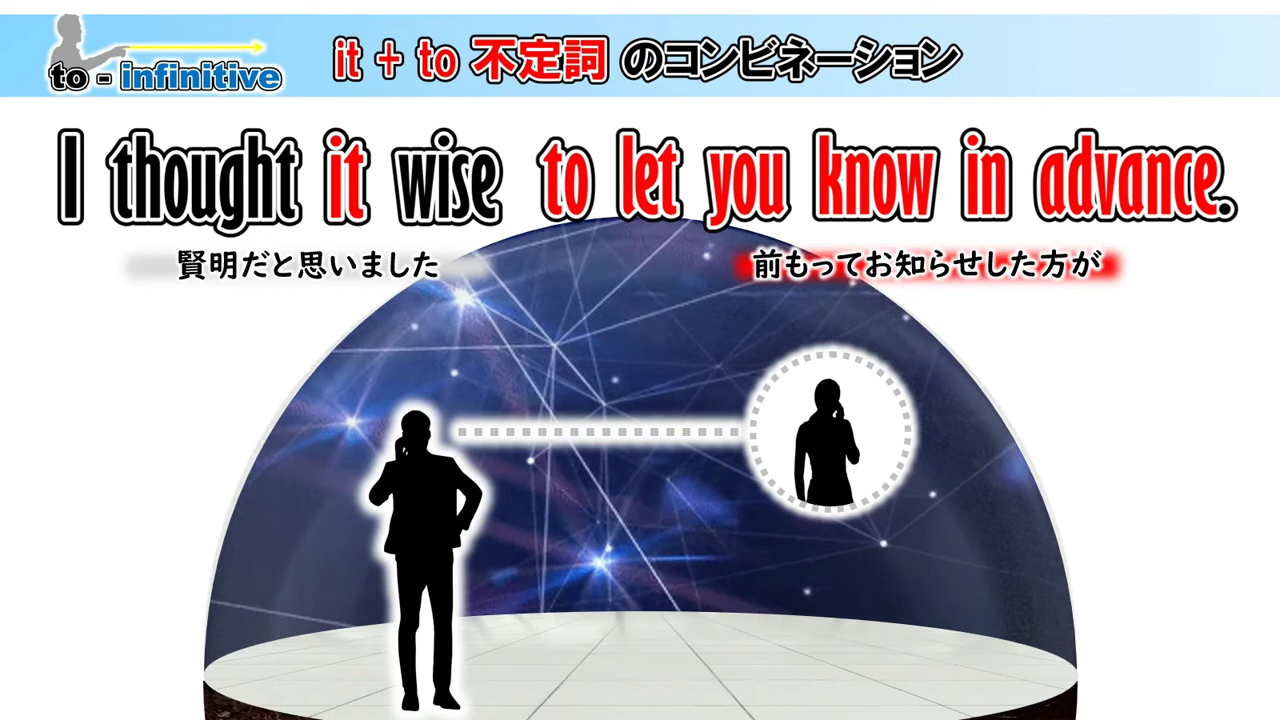 to - infinitive
it + to 不定詞 のコンビネーション
I thought it wise to let you know in advance.
賢明だと思いました
前もってお知らせした方が